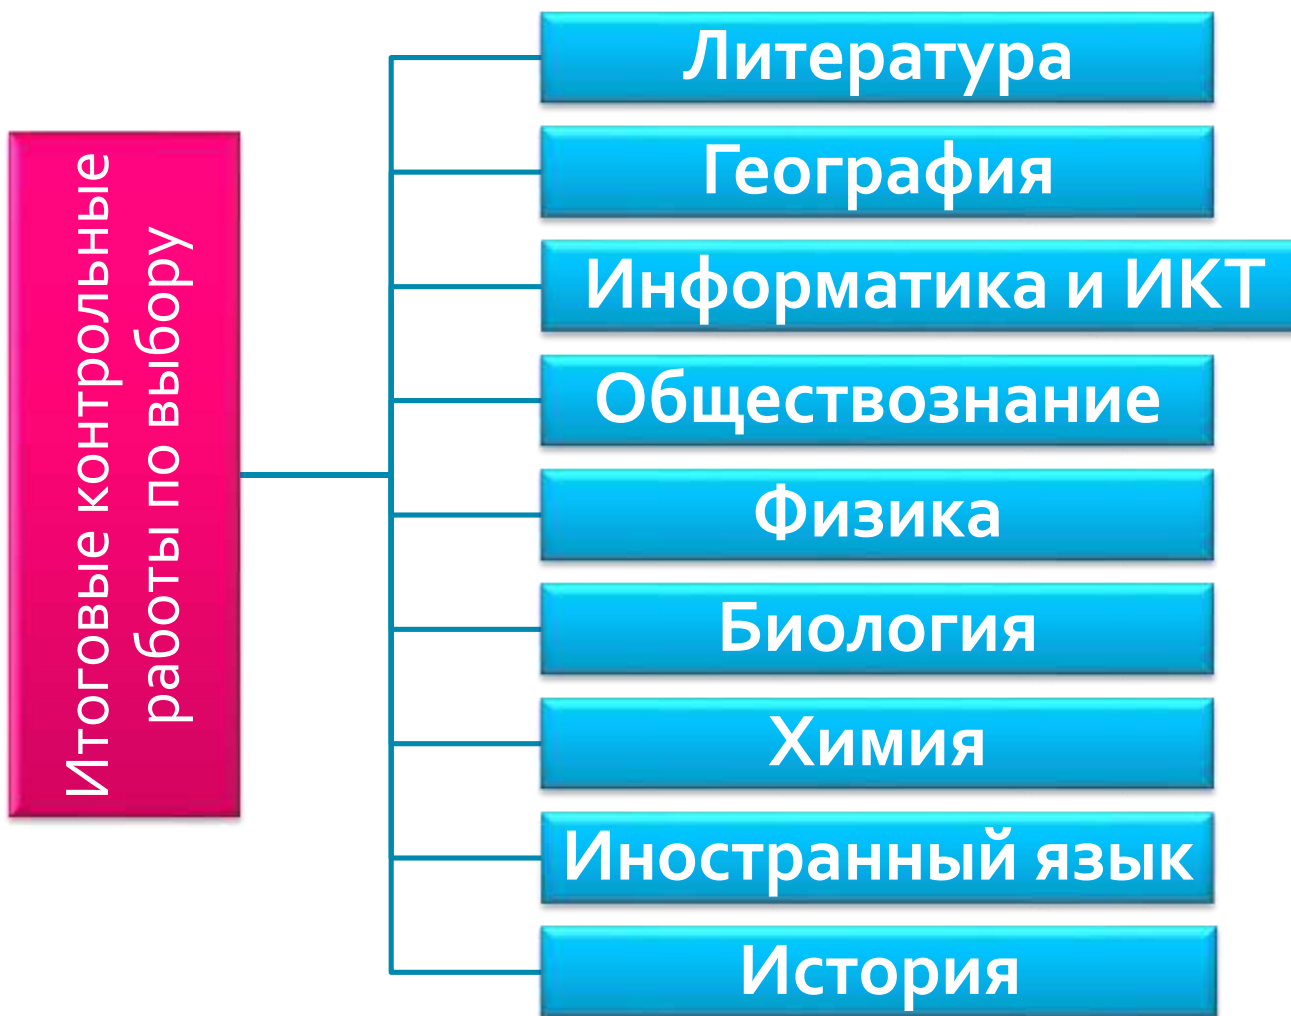 Итоговые контрольные
работы по выбору
Литература
География
Информатика и ИКТ
Обществознание
Физика
Биология
Химия
Иностранный язык
История